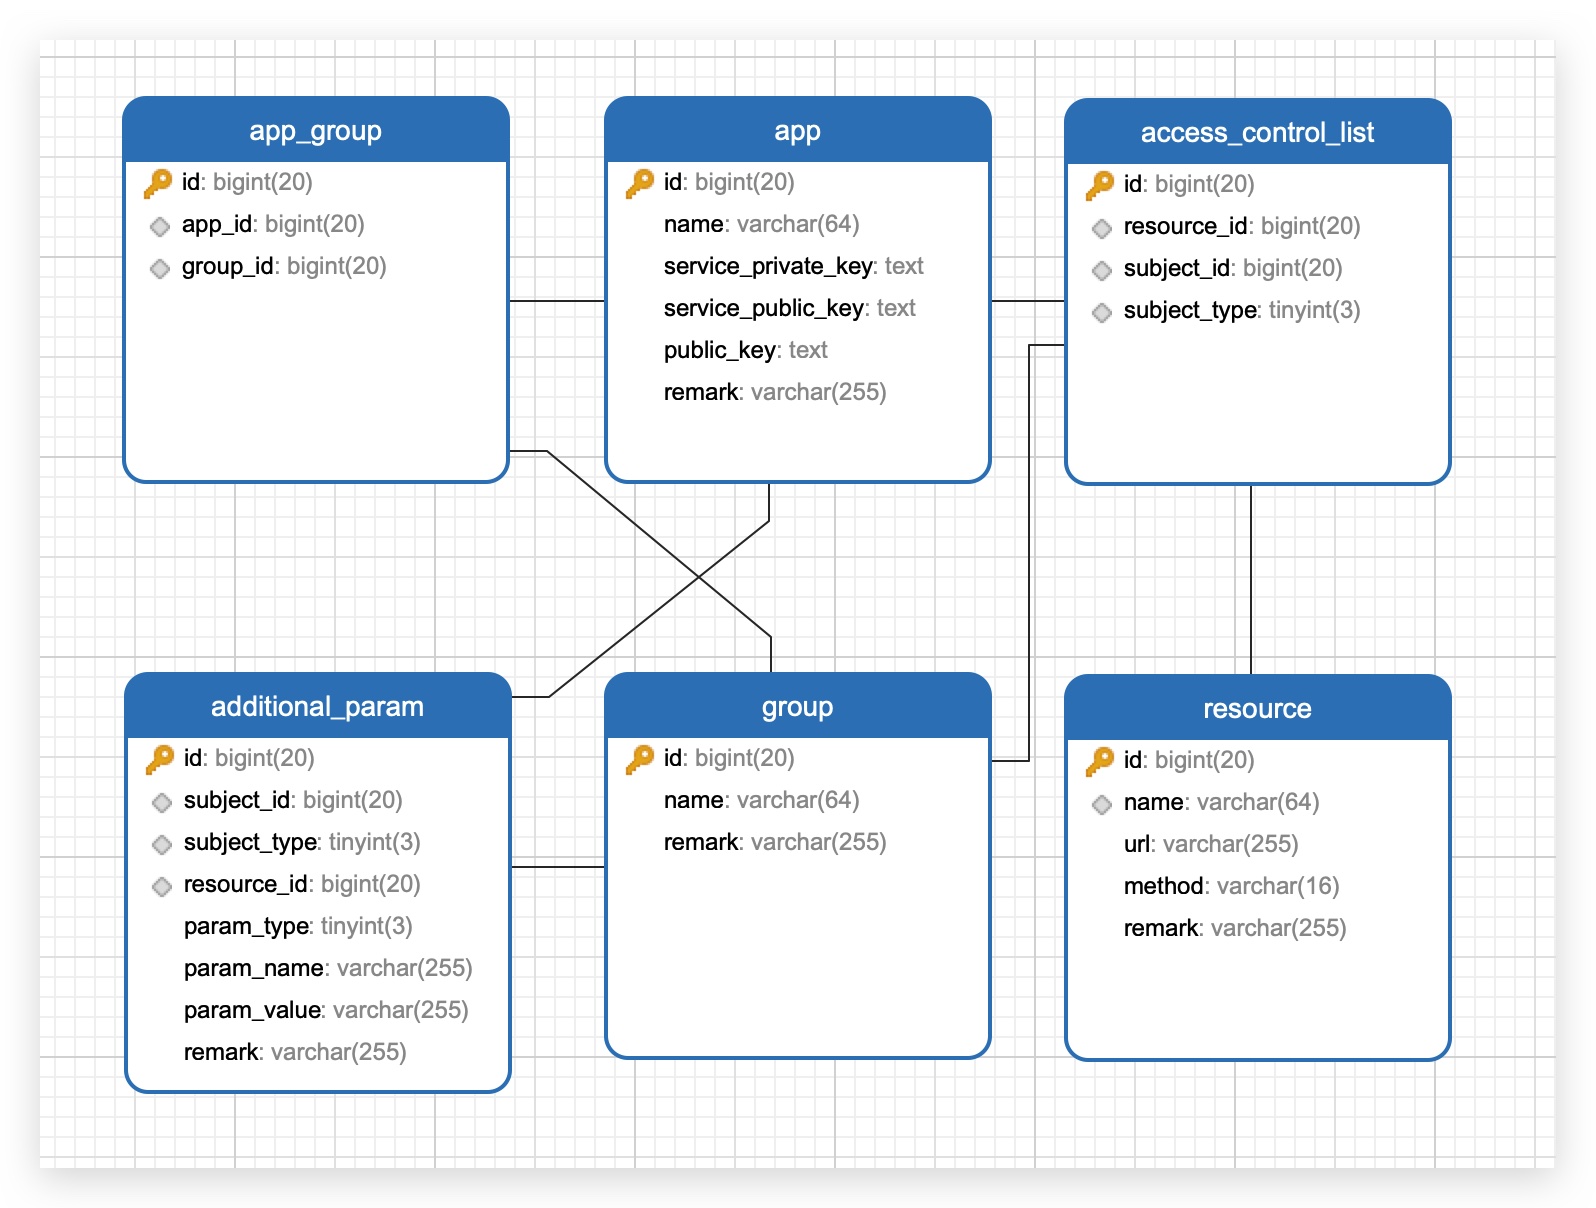 app_group
id: bigint(20)
app_id: bigint(20)
group_id: bigint(20)
app
id: bigint(20)
name: varchar(64)
service_private_key: text
service_public_key: text
public_key: text
remark: varchar(255)
access_control_list
id: bigint(20)
resource_id: bigint(20)
subject_id: bigint(20)
subject_type: tinyint(3)
additional_param
id: bigint(20)
subject_id: bigint(20)
subject_type: tinyint(3)
resource_id: bigint(20)
param_type: tinyint(3)
param_name: varchar(255)
param_value: varchar(255)
remark: varchar(255)
group
id: bigint(20)
name: varchar(64)
remark: varchar(255)
resource
id: bigint(20)
name: varchar(64)
url: varchar(255)
method: varchar(16)
remark: varchar(255)